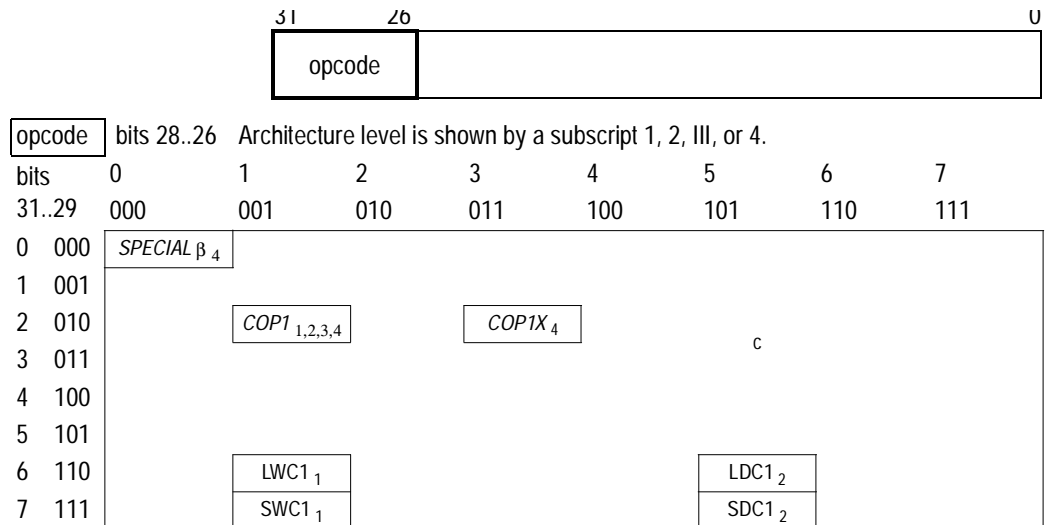 31 26 0
opcode
opcode bits 28..26 Architecture level is shown by a subscript 1, 2, III, or 4.
bits 0 1 2 3 4 5 6 7
31..29 000 001 010 011 100 101 110 111
0 000 SPECIAL β 4
1 001
2 010 COP1 1,2,3,4 COP1X 4
c
3 011
4 100
5 101
6 110 LWC1 1 LDC1 2
7 111 SWC1 1 SDC1 2